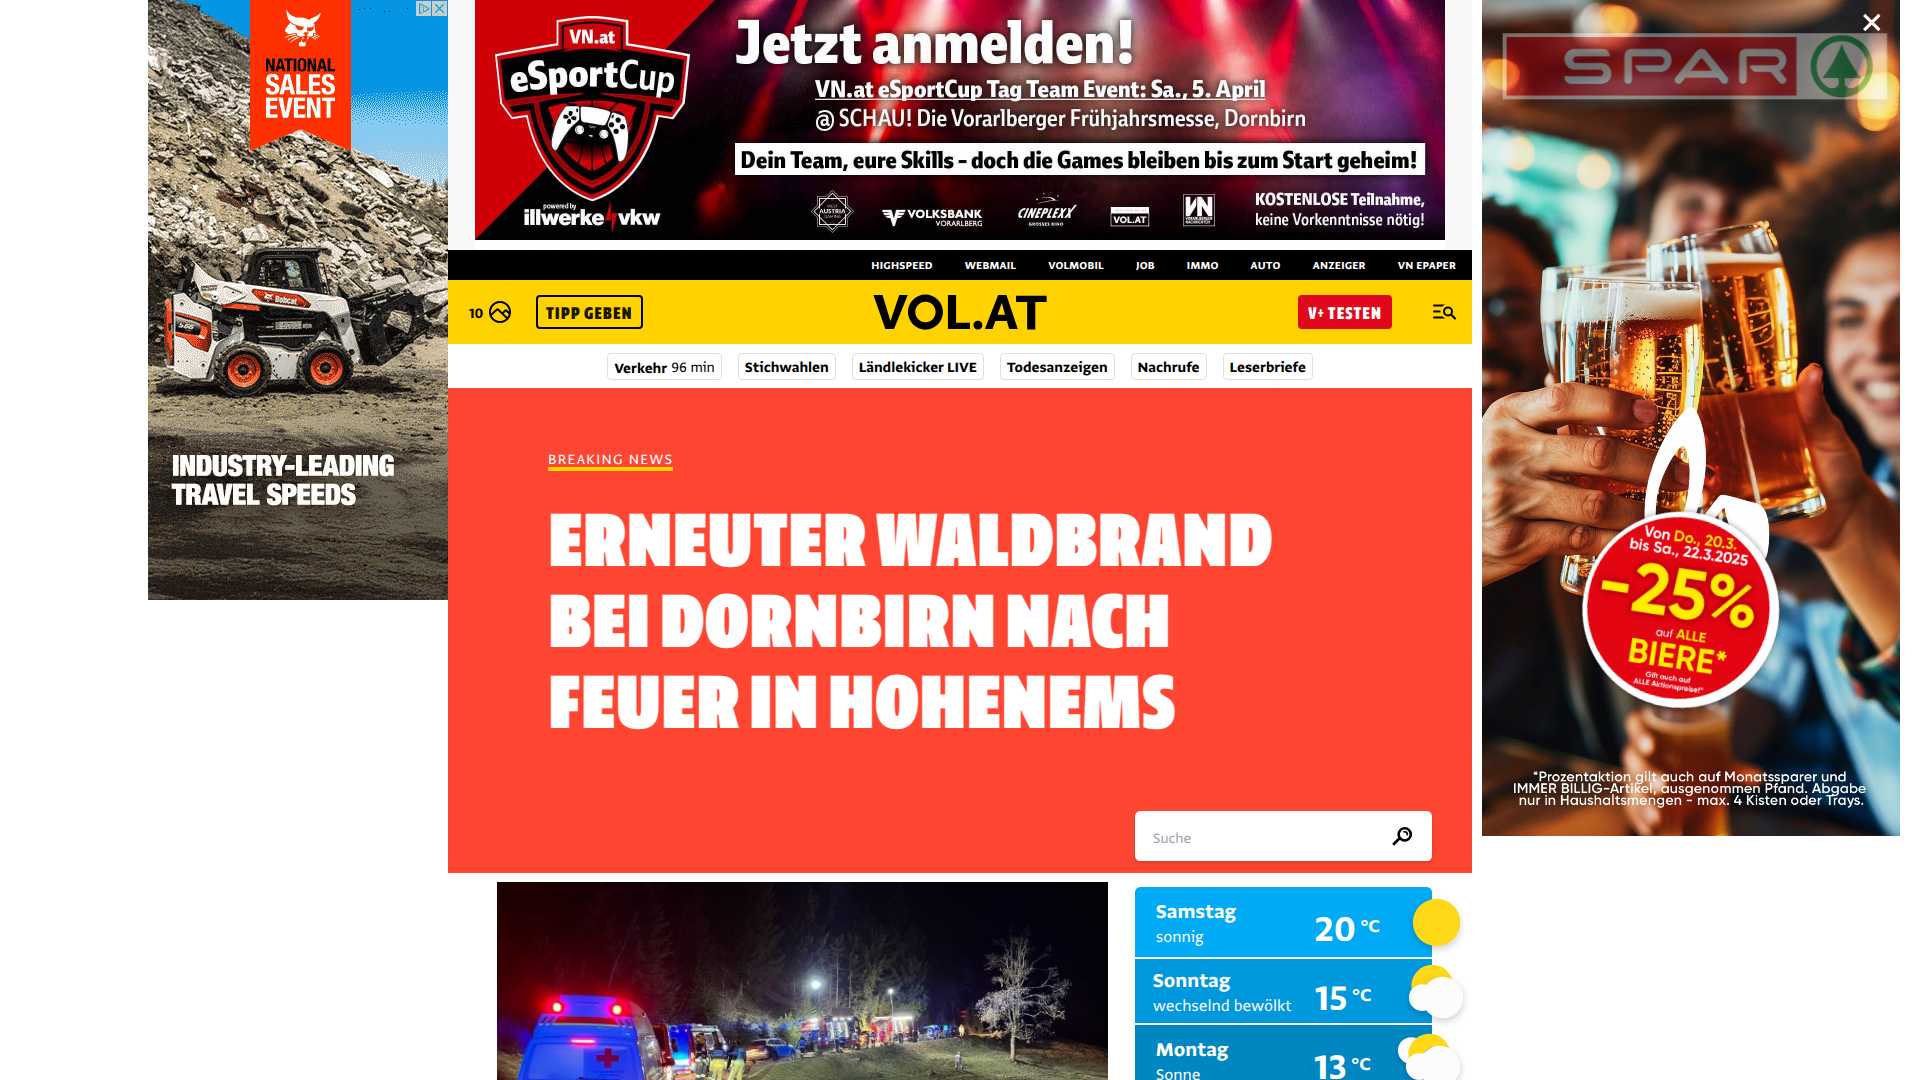 NATIONAL
SALES
EVENT
Bobcat
INDUSTRY-LEADING
TRAVEL SPEEDS
VN.at
eSportCup
powered by
illwerke vkw
Jetzt anmelden!
VN.at eSportCup Tag Team Event: Sa., 5. April
@ SCHAU! Die Vorarlberger Frühjahrsmesse, Dornbirn
Dein Team, eure Skills – doch die Games bleiben bis zum Start geheim!
AUSTRIA
VOLKSBANK
VORARLBERG
CINEPLEXX
VOL.AT
VN
KOSTENLOSE Teilnahme,
keine Vorkenntnisse nötig!
HIGHSPEED WEBMAIL VOLMOBIL JOB IMMO AUTO ANZEIGER VN EPAPER
10 TIPP GEBEN VOL.AT V+ TESTEN
Verkehr 96 min Stichwahlen Ländlekicker LIVE Todesanzeigen Nachrufe Leserbriefe
BREAKING NEWS
ERNEUTER WALDBRAND
BEI DORNBIRN NACH
FEUER IN HOHENEMS
Suche
Samstag
sonnig
20 °C
Sonntag
wechselnd bewölkt
15 °C
Montag
Sonne
13 °C
SPAR
Von Do., 20.3.
bis Sa., 22.3.2025
-25%
auf ALLE
BIERE*
Gilt auch auf
ALLE Aktionspreise!*
*Prozentaktion gilt auch auf Monatssparer und
IMMER BILLIG-Artikel, ausgenommen Pfand. Abgabe
nur in Haushaltsmengen - max. 4 Kisten oder Trays.